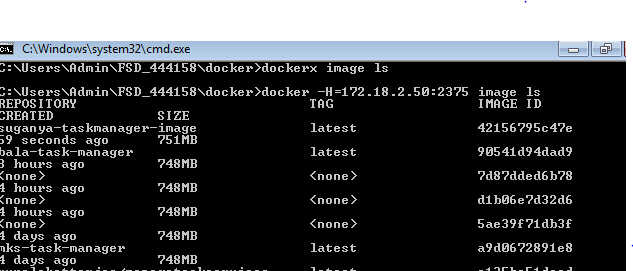 C:\Windows\system32\cmd.exe
C:\Users\Admin\FSD_444158\docker>dockerx image ls
C:\Users\Admin\FSD_444158\docker>docker -H=172.18.2.50:2375 image ls
REPOSITORY TAG IMAGE ID
CREATED SIZE
suganya-taskmanager-image latest 42156795c47e
59 seconds ago 751MB
bala-task-manager latest 90541d94dad9
3 hours ago 748MB
<none> <none> 7d87dded6b78
4 hours ago 748MB
<none> <none> d1b06e7d32d6
4 hours ago 748MB
<none> <none> 5ae39f71db3f
4 days ago 748MB
mks-task-manager latest a9d0672891e8
4 days ago 748MB
latest